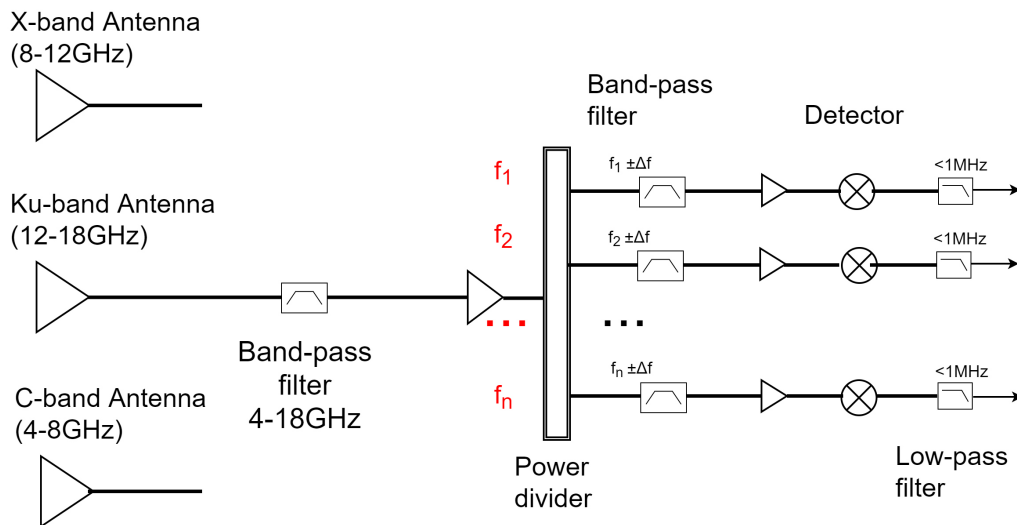 X-band Antenna
(8-12GHz)
Band-pass
filter
Detector
f₁
f₁ ±Δf
<1MHz
Ku-band Antenna
(12-18GHz)
f₂
f₂ ±Δf
<1MHz
...
...
Band-pass
filter
4-18GHz
C-band Antenna
(4-8GHz)
fₙ
fₙ ±Δf
<1MHz
Power
divider
Low-pass
filter